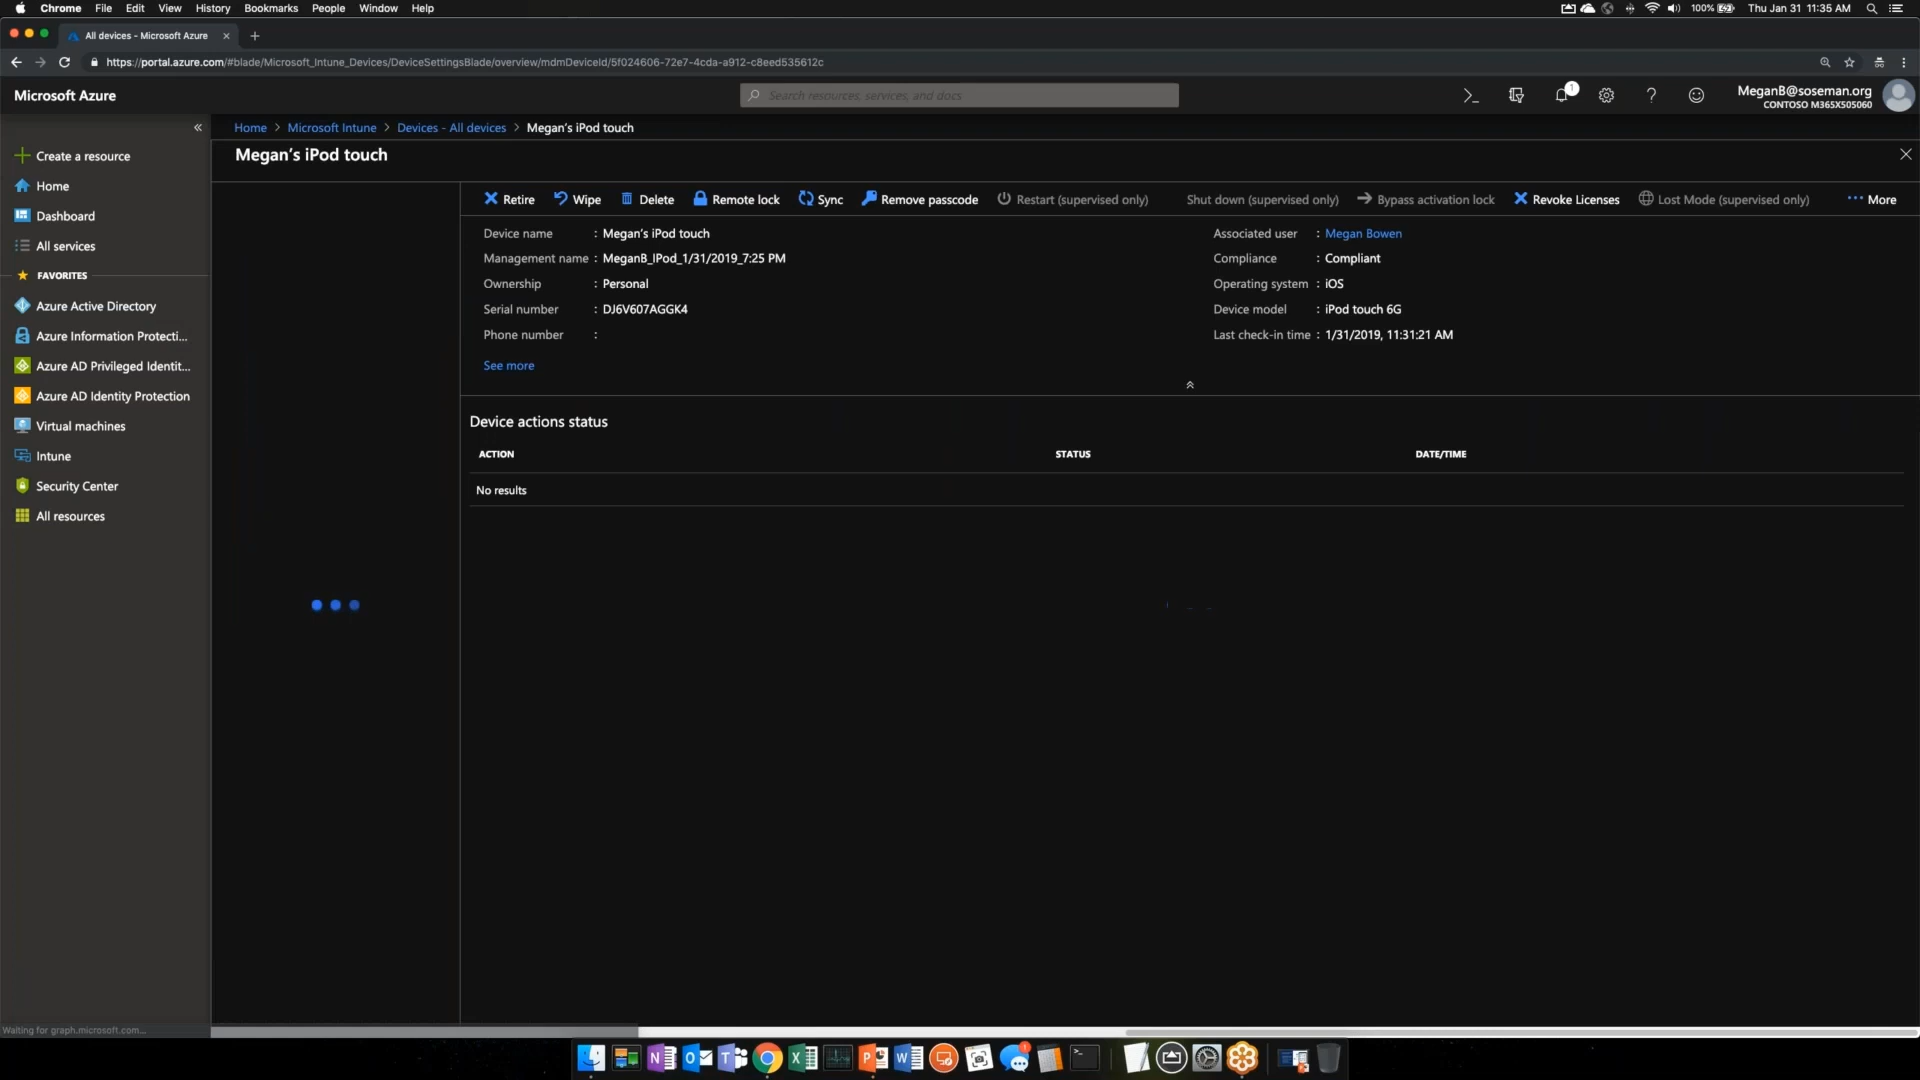 Chrome File Edit View History Bookmarks People Window Help 100% Thu Jan 31 11:35 AM
All devices - Microsoft Azure
https://portal.azure.com/#blade/Microsoft_Intune_Devices/DeviceSettingsBlade/overview/mdmDeviceId/5f024606-72e7-4cda-a912-c8eed535612c
Microsoft Azure
Search resources, services, and docs
1
MeganB@soseman.org
CONTOSO M365X505060
Home > Microsoft Intune > Devices - All devices > Megan's iPod touch
Megan's iPod touch
Create a resource
Home
Dashboard
All services
FAVORITES
Azure Active Directory
Azure Information Protecti...
Azure AD Privileged Identit...
Azure AD Identity Protection
Virtual machines
Intune
Security Center
All resources
Retire Wipe Delete Remote lock Sync Remove passcode Restart (supervised only) Shut down (supervised only) Bypass activation lock Revoke Licenses Lost Mode (supervised only) ··· More
Device name : Megan's iPod touch
Management name : MeganB_iPod_1/31/2019_7:25 PM
Ownership : Personal
Serial number : DJ6V607AGGK4
Phone number :
See more
Associated user : Megan Bowen
Compliance : Compliant
Operating system : iOS
Device model : iPod touch 6G
Last check-in time : 1/31/2019, 11:31:21 AM
Device actions status
ACTION STATUS DATE/TIME
No results
Waiting for graph.microsoft.com...